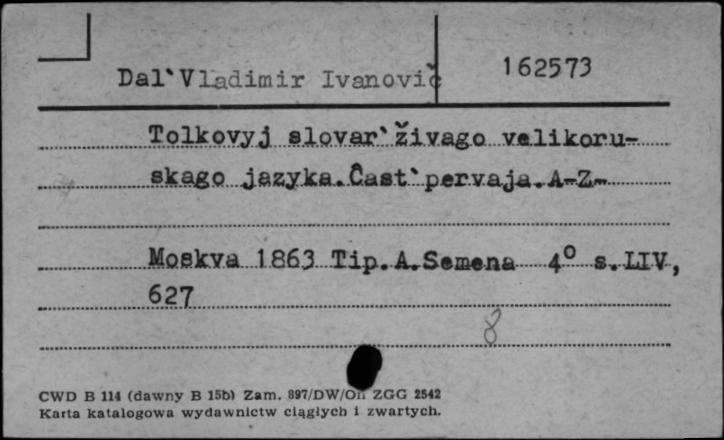 162573
Dal`Vladimir Ivanovič
Tolkovyj slovar`živago velikoru-
skago jazyka.Čast`pervaja.A-Z-
Moskva 1863 Tip.A.Semena 4° s.LIV,
627
8
CWD B 114 (dawny B 15b) Zam. 897/DW/On ZGG 2542
Karta katalogowa wydawnictw ciągłych i zwartych.